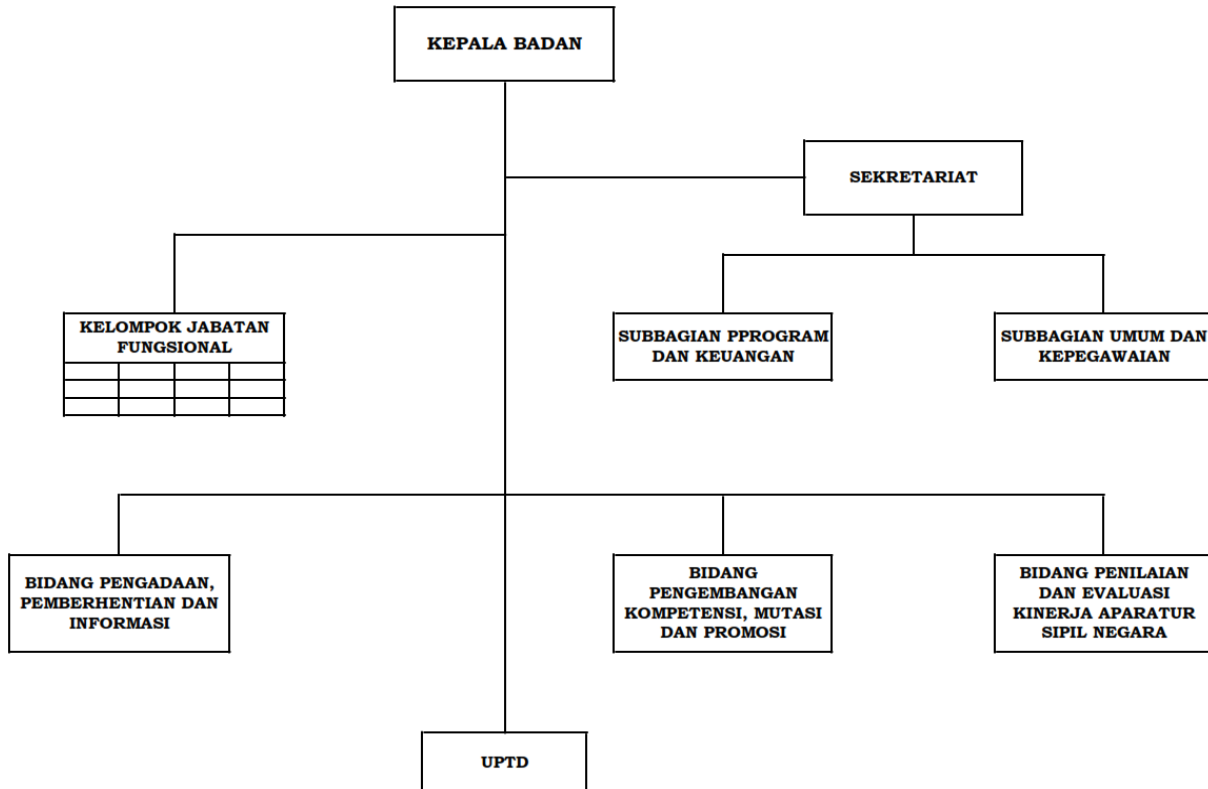 KEPALA BADAN
SEKRETARIAT
KELOMPOK JABATAN
FUNGSIONAL
SUBBAGIAN PPROGRAM
DAN KEUANGAN
SUBBAGIAN UMUM DAN
KEPEGAWAIAN
BIDANG PENGADAAN,
PEMBERHENTIAN DAN
INFORMASI
BIDANG
PENGEMBANGAN
KOMPETENSI, MUTASI
DAN PROMOSI
BIDANG PENILAIAN
DAN EVALUASI
KINERJA APARATUR
SIPIL NEGARA
UPTD